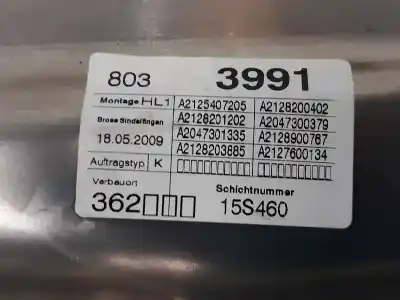 803 3991
Montage HL1 A2125407205 A2128200402
Brose Sindelfingen A2128201202 A2047300379
18.05.2009 A2047301335 A2128900767
A2128203885 A2127600134
Auftragstyp K ▯▯▯▯▯▯▯▯▯▯▯ ▯▯▯▯▯▯▯▯▯▯▯
Verbauort Schichtnummer
362▯▯▯ 15S460